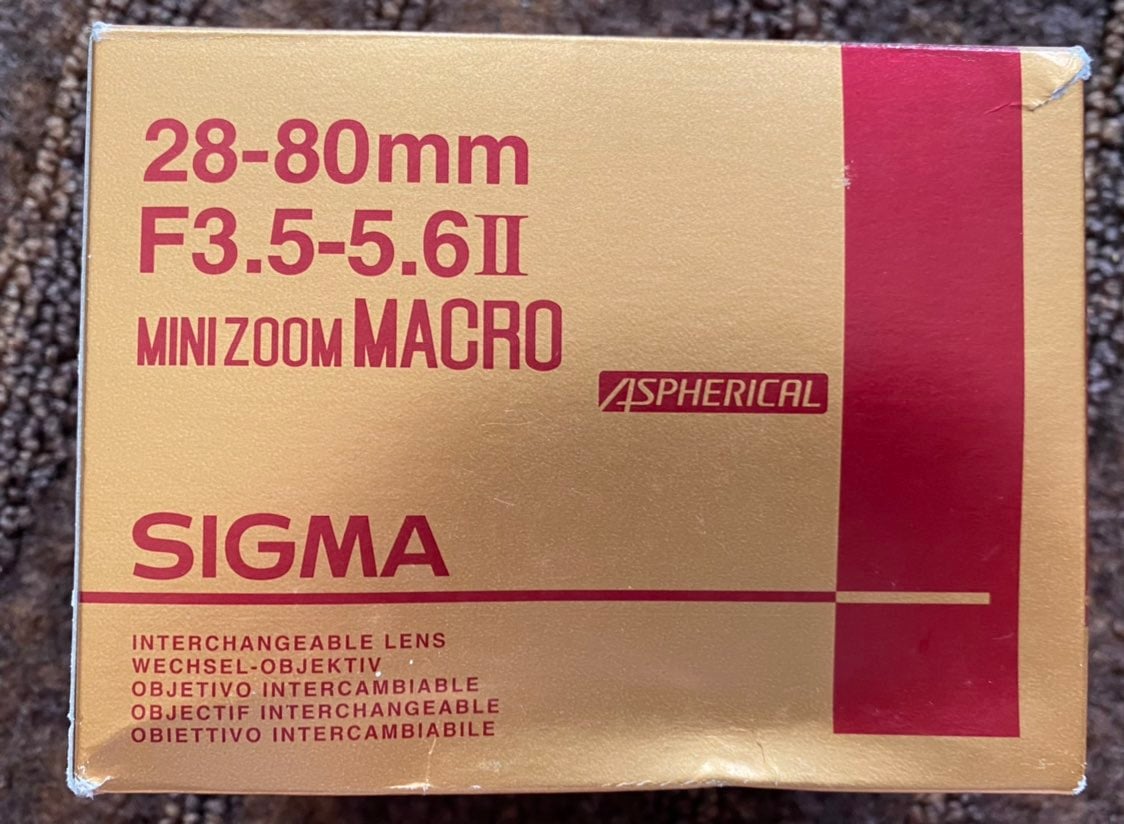 28-80mm
F3.5-5.6II
MINI ZOOM MACRO
ASPHERICAL
SIGMA
INTERCHANGEABLE LENS
WECHSEL-OBJEKTIV
OBJETIVO INTERCAMBIABLE
OBJECTIF INTERCHANGEABLE
OBIETTIVO INTERCAMBIABILE